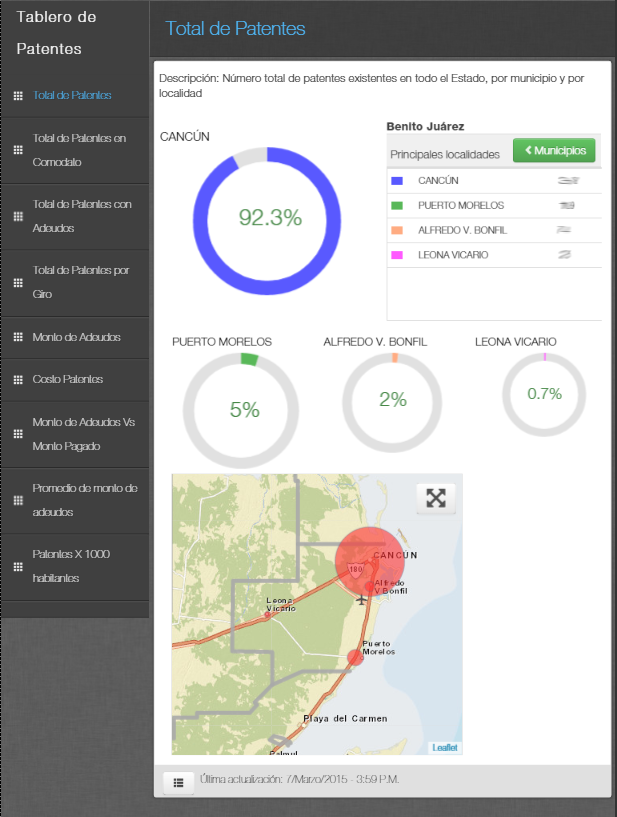 Tablero de
Patentes
Total de Patentes
Total de Patentes en
Comodato
Total de Patentes con
Adeudos
Total de Patentes por
Giro
Monto de Adeudos
Costo Patentes
Monto de Adeudos Vs
Monto Pagado
Promedio de monto de
adeudos
Patentes X 1000
habitantes
Total de Patentes
Descripción: Número total de patentes existentes en todo el Estado, por municipio y por
localidad
CANCÚN
92.3%
Benito Juárez
Principales localidades
Municipios
CANCÚN
PUERTO MORELOS
ALFREDO V. BONFIL
LEONA VICARIO
PUERTO MORELOS
5%
ALFREDO V. BONFIL
2%
LEONA VICARIO
0.7%
CANCÚN
180
Alfredo
V Bonfil
Leona
Vicario
Puerto
Morelos
Playa del Carmen
Leaflet
Última actualización: 7/Marzo/2015 - 3:59 P.M.